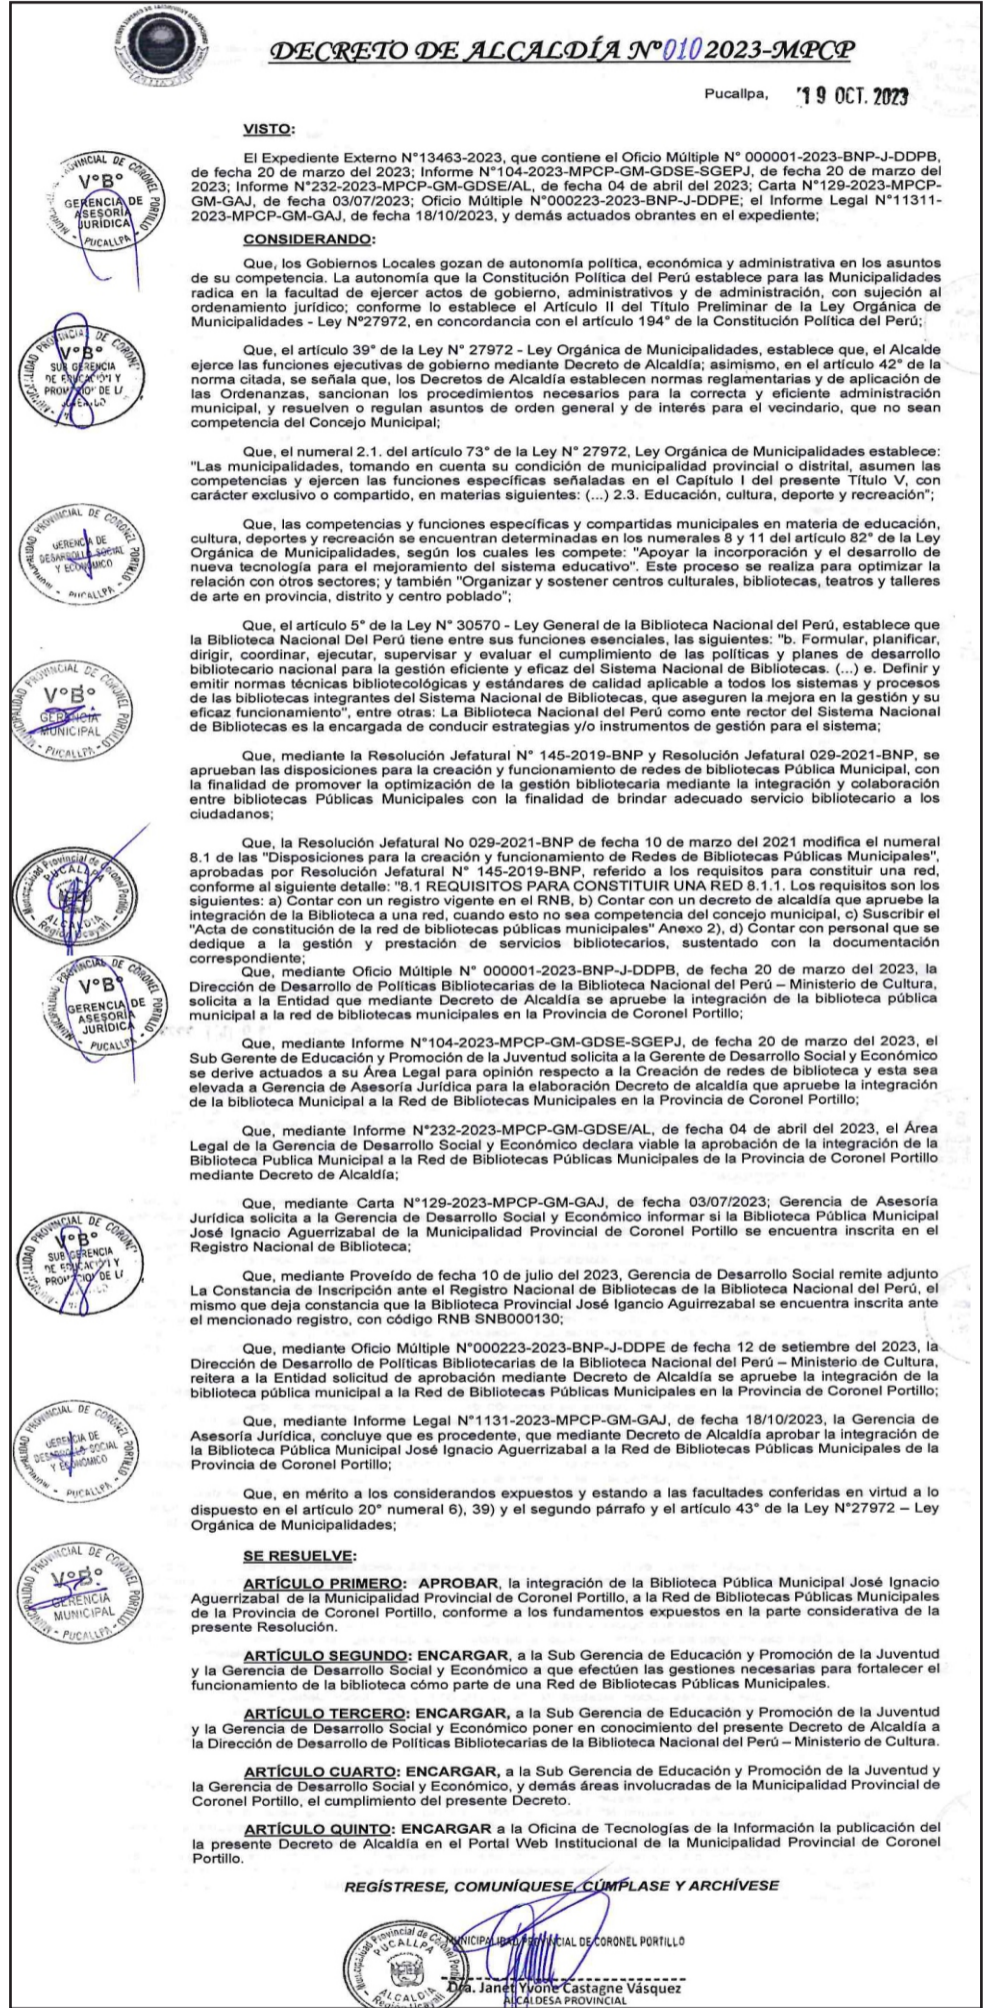 DECRETO DE ALCALDÍA N° 010 2023-MPCP
Pucallpa, 19 OCT. 2023
VISTO:
El Expediente Externo N°13463-2023, que contiene el Oficio Múltiple N° 000001-2023-BNP-J-DDPB,
de fecha 20 de marzo del 2023; Informe N°104-2023-MPCP-GM-GDSE-SGEPJ, de fecha 20 de marzo del
2023; Informe N°232-2023-MPCP-GM-GDSE/AL, de fecha 04 de abril del 2023; Carta N°129-2023-MPCP-
GM-GAJ, de fecha 03/07/2023; Oficio Múltiple N°000223-2023-BNP-J-DDPE; el Informe Legal N°11311-
2023-MPCP-GM-GAJ, de fecha 18/10/2023, y demás actuados obrantes en el expediente;
CONSIDERANDO:
Que, los Gobiernos Locales gozan de autonomía política, económica y administrativa en los asuntos
de su competencia. La autonomía que la Constitución Política del Perú establece para las Municipalidades
radica en la facultad de ejercer actos de gobierno, administrativos y de administración, con sujeción al
ordenamiento jurídico; conforme lo establece el Artículo II del Título Preliminar de la Ley Orgánica de
Municipalidades - Ley Nº27972, en concordancia con el artículo 194° de la Constitución Política del Perú;
Que, el artículo 39° de la Ley N° 27972 - Ley Orgánica de Municipalidades, establece que, el Alcalde
ejerce las funciones ejecutivas de gobierno mediante Decreto de Alcaldía; asimismo, en el artículo 42° de la
norma citada, se señala que, los Decretos de Alcaldía establecen normas reglamentarias y de aplicación de
las Ordenanzas, sancionan los procedimientos necesarios para la correcta y eficiente administración
municipal, y resuelven o regulan asuntos de orden general y de interés para el vecindario, que no sean
competencia del Concejo Municipal;
Que, el numeral 2.1. del artículo 73° de la Ley N° 27972, Ley Orgánica de Municipalidades establece:
"Las municipalidades, tomando en cuenta su condición de municipalidad provincial o distrital, asumen las
competencias y ejercen las funciones específicas señaladas en el Capítulo I del presente Título V, con
carácter exclusivo o compartido, en materias siguientes: (...) 2.3. Educación, cultura, deporte y recreación";
Que, las competencias y funciones específicas y compartidas municipales en materia de educación,
cultura, deportes y recreación se encuentran determinadas en los numerales 8 y 11 del artículo 82° de la Ley
Orgánica de Municipalidades, según los cuales les compete: "Apoyar la incorporación y el desarrollo de
nueva tecnología para el mejoramiento del sistema educativo". Este proceso se realiza para optimizar la
relación con otros sectores; y también "Organizar y sostener centros culturales, bibliotecas, teatros y talleres
de arte en provincia, distrito y centro poblado";
Que, el artículo 5° de la Ley N° 30570 - Ley General de la Biblioteca Nacional del Perú, establece que
la Biblioteca Nacional Del Perú tiene entre sus funciones esenciales, las siguientes: "b. Formular, planificar,
dirigir, coordinar, ejecutar, supervisar y evaluar el cumplimiento de las políticas y planes de desarrollo
bibliotecario nacional para la gestión eficiente y eficaz del Sistema Nacional de Bibliotecas. (...) e. Definir y
emitir normas técnicas bibliotecológicas y estándares de calidad aplicable a todos los sistemas y procesos
de las bibliotecas integrantes del Sistema Nacional de Bibliotecas, que aseguren la mejora en la gestión y su
eficaz funcionamiento", entre otras: La Biblioteca Nacional del Perú como ente rector del Sistema Nacional
de Bibliotecas es la encargada de conducir estrategias y/o instrumentos de gestión para el sistema;
Que, mediante la Resolución Jefatural N° 145-2019-BNP y Resolución Jefatural 029-2021-BNP, se
aprueban las disposiciones para la creación y funcionamiento de redes de bibliotecas Pública Municipal, con
la finalidad de promover la optimización de la gestión bibliotecaria mediante la integración y colaboración
entre bibliotecas Públicas Municipales con la finalidad de brindar adecuado servicio bibliotecario a los
ciudadanos;
Que, la Resolución Jefatural No 029-2021-BNP de fecha 10 de marzo del 2021 modifica el numeral
8.1 de las "Disposiciones para la creación y funcionamiento de Redes de Bibliotecas Públicas Municipales",
aprobadas por Resolución Jefatural N° 145-2019-BNP, referido a los requisitos para constituir una red,
conforme al siguiente detalle: "8.1 REQUISITOS PARA CONSTITUIR UNA RED 8.1.1. Los requisitos son los
siguientes: a) Contar con un registro vigente en el RNB, b) Contar con un decreto de alcaldía que apruebe la
integración de la Biblioteca a una red, cuando esto no sea competencia del concejo municipal, c) Suscribir el
"Acta de constitución de la red de bibliotecas públicas municipales" Anexo 2), d) Contar con personal que se
dedique a la gestión y prestación de servicios bibliotecarios, sustentado con la documentación
correspondiente;
Que, mediante Oficio Múltiple N° 000001-2023-BNP-J-DDPB, de fecha 20 de marzo del 2023, la
Dirección de Desarrollo de Políticas Bibliotecarias de la Biblioteca Nacional del Perú – Ministerio de Cultura,
solicita a la Entidad que mediante Decreto de Alcaldía se apruebe la integración de la biblioteca pública
municipal a la red de bibliotecas municipales en la Provincia de Coronel Portillo;
Que, mediante Informe N°104-2023-MPCP-GM-GDSE-SGEPJ, de fecha 20 de marzo del 2023, el
Sub Gerente de Educación y Promoción de la Juventud solicita a la Gerente de Desarrollo Social y Económico
se derive actuados a su Área Legal para opinión respecto a la Creación de redes de biblioteca y esta sea
elevada a Gerencia de Asesoría Jurídica para la elaboración Decreto de alcaldía que apruebe la integración
de la biblioteca Municipal a la Red de Bibliotecas Municipales en la Provincia de Coronel Portillo;
Que, mediante Informe N°232-2023-MPCP-GM-GDSE/AL, de fecha 04 de abril del 2023, el Área
Legal de la Gerencia de Desarrollo Social y Económico declara viable la aprobación de la integración de la
Biblioteca Publica Municipal a la Red de Bibliotecas Públicas Municipales de la Provincia de Coronel Portillo
mediante Decreto de Alcaldía;
Que, mediante Carta N°129-2023-MPCP-GM-GAJ, de fecha 03/07/2023; Gerencia de Asesoría
Jurídica solicita a la Gerencia de Desarrollo Social y Económico informar si la Biblioteca Pública Municipal
José Ignacio Aguerrizabal de la Municipalidad Provincial de Coronel Portillo se encuentra inscrita en el
Registro Nacional de Biblioteca;
Que, mediante Proveído de fecha 10 de julio del 2023, Gerencia de Desarrollo Social remite adjunto
La Constancia de Inscripción ante el Registro Nacional de Bibliotecas de la Biblioteca Nacional del Perú, el
mismo que deja constancia que la Biblioteca Provincial José Igancio Aguirrezabal se encuentra inscrita ante
el mencionado registro, con código RNB SNB000130;
Que, mediante Oficio Múltiple N°000223-2023-BNP-J-DDPE de fecha 12 de setiembre del 2023, la
Dirección de Desarrollo de Políticas Bibliotecarias de la Biblioteca Nacional del Perú – Ministerio de Cultura,
reitera a la Entidad solicitud de aprobación mediante Decreto de Alcaldía se apruebe la integración de la
biblioteca pública municipal a la Red de Bibliotecas Públicas Municipales en la Provincia de Coronel Portillo;
Que, mediante Informe Legal N°1131-2023-MPCP-GM-GAJ, de fecha 18/10/2023, la Gerencia de
Asesoría Jurídica, concluye que es procedente, que mediante Decreto de Alcaldía aprobar la integración de
la Biblioteca Pública Municipal José Ignacio Aguerrizabal a la Red de Bibliotecas Públicas Municipales de la
Provincia de Coronel Portillo;
Que, en mérito a los considerandos expuestos y estando a las facultades conferidas en virtud a lo
dispuesto en el artículo 20° numeral 6), 39) y el segundo párrafo y el artículo 43° de la Ley N°27972 – Ley
Orgánica de Municipalidades;
SE RESUELVE:
ARTÍCULO PRIMERO: APROBAR, la integración de la Biblioteca Pública Municipal José Ignacio
Aguerrizabal de la Municipalidad Provincial de Coronel Portillo, a la Red de Bibliotecas Públicas Municipales
de la Provincia de Coronel Portillo, conforme a los fundamentos expuestos en la parte considerativa de la
presente Resolución.
ARTÍCULO SEGUNDO: ENCARGAR, a la Sub Gerencia de Educación y Promoción de la Juventud
y la Gerencia de Desarrollo Social y Económico a que efectúen las gestiones necesarias para fortalecer el
funcionamiento de la biblioteca cómo parte de una Red de Bibliotecas Públicas Municipales.
ARTÍCULO TERCERO: ENCARGAR, a la Sub Gerencia de Educación y Promoción de la Juventud
y la Gerencia de Desarrollo Social y Económico poner en conocimiento del presente Decreto de Alcaldía a
la Dirección de Desarrollo de Políticas Bibliotecarias de la Biblioteca Nacional del Perú – Ministerio de Cultura.
ARTÍCULO CUARTO: ENCARGAR, a la Sub Gerencia de Educación y Promoción de la Juventud y
la Gerencia de Desarrollo Social y Económico, y demás áreas involucradas de la Municipalidad Provincial de
Coronel Portillo, el cumplimiento del presente Decreto.
ARTÍCULO QUINTO: ENCARGAR a la Oficina de Tecnologías de la Información la publicación del
la presente Decreto de Alcaldía en el Portal Web Institucional de la Municipalidad Provincial de Coronel
Portillo.
REGÍSTRESE, COMUNÍQUESE, CÚMPLASE Y ARCHÍVESE
MUNICIPALIDAD PROVINCIAL DE CORONEL PORTILLO
Dra. Janet Yvone Castagne Vásquez
ALCALDESA PROVINCIAL
V°B°
GERENCIA DE
ASESORÍA
JURÍDICA
PUCALLPA
V°B°
SUB GERENCIA
DE EDUCACIÓN Y
GERENCIA DE
DESARROLLO SOCIAL
Y ECONÓMICO
PUCALLPA
V°B°
GERENCIA
MUNICIPAL
PUCALLPA
Municipalidad Provincial de Coronel Portillo
PUCALLPA
ALCALDIA
Región Ucayali